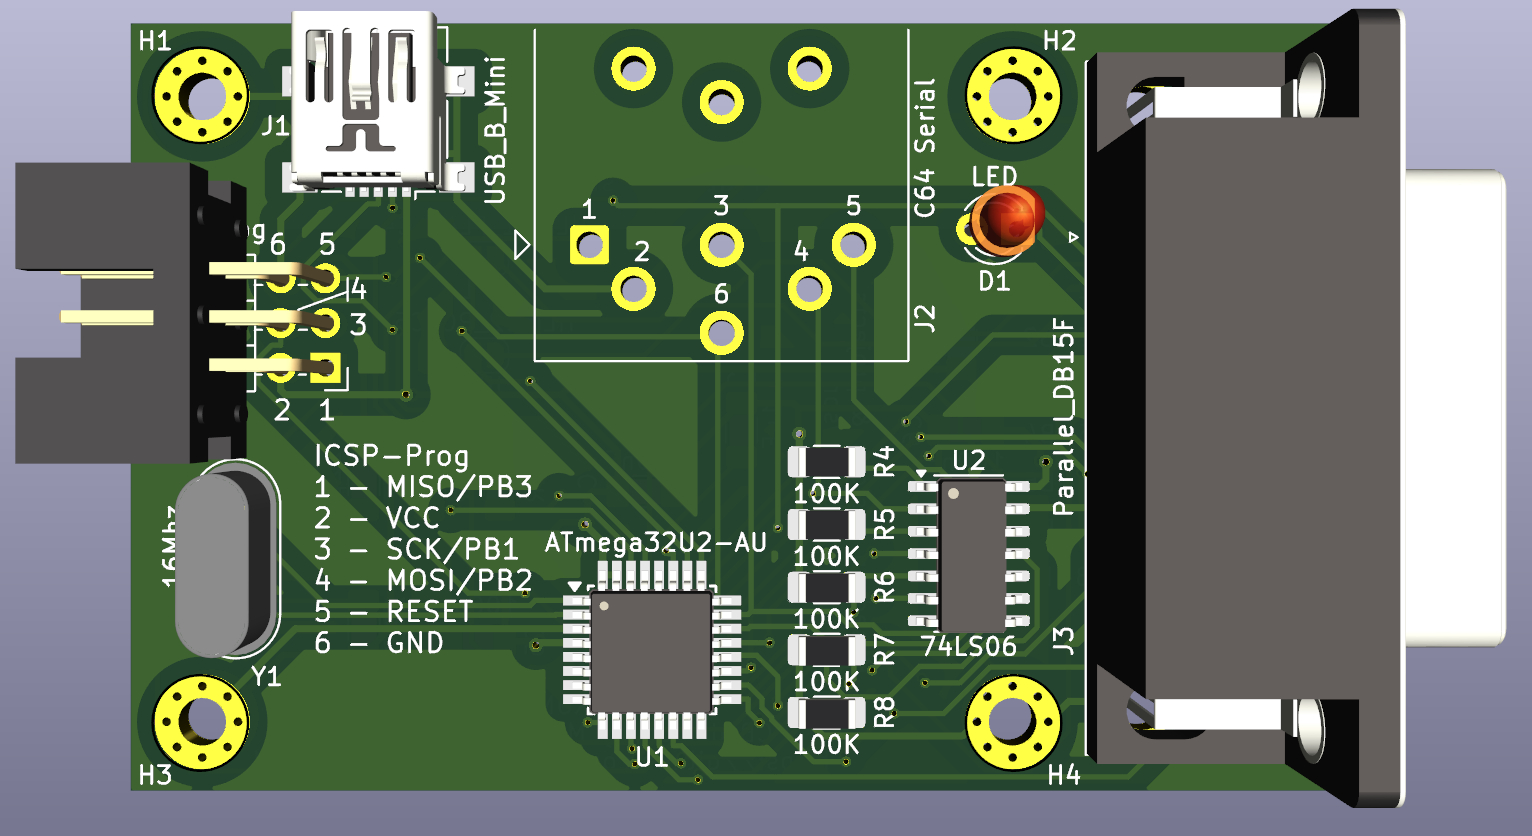 H1
H2
J1
USB_B_Mini
C64 Serial
LED
1
3
5
2
4
6
D1
J2
6 5
4
3
2 1
Parallel_DB15F
ICSP-Prog
1 - MISO/PB3
2 - VCC
3 - SCK/PB1
4 - MOSI/PB2
5 - RESET
6 - GND
16Mhz
Y1
ATmega32U2-AU
U1
R4
100K
R5
100K
R6
100K
R7
100K
R8
100K
U2
74LS06
J3
H3
H4